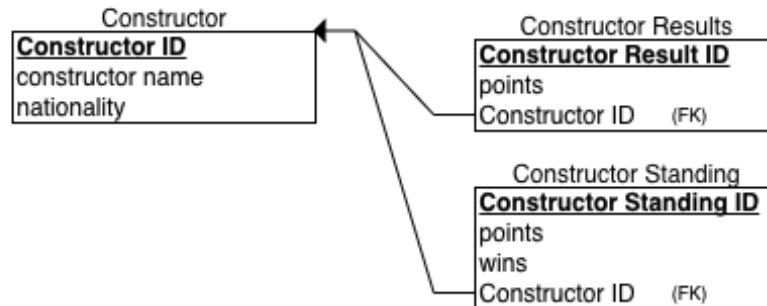 Constructor
Constructor ID
constructor name
nationality
Constructor Results
Constructor Result ID
points
Constructor ID (FK)
Constructor Standing
Constructor Standing ID
points
wins
Constructor ID (FK)